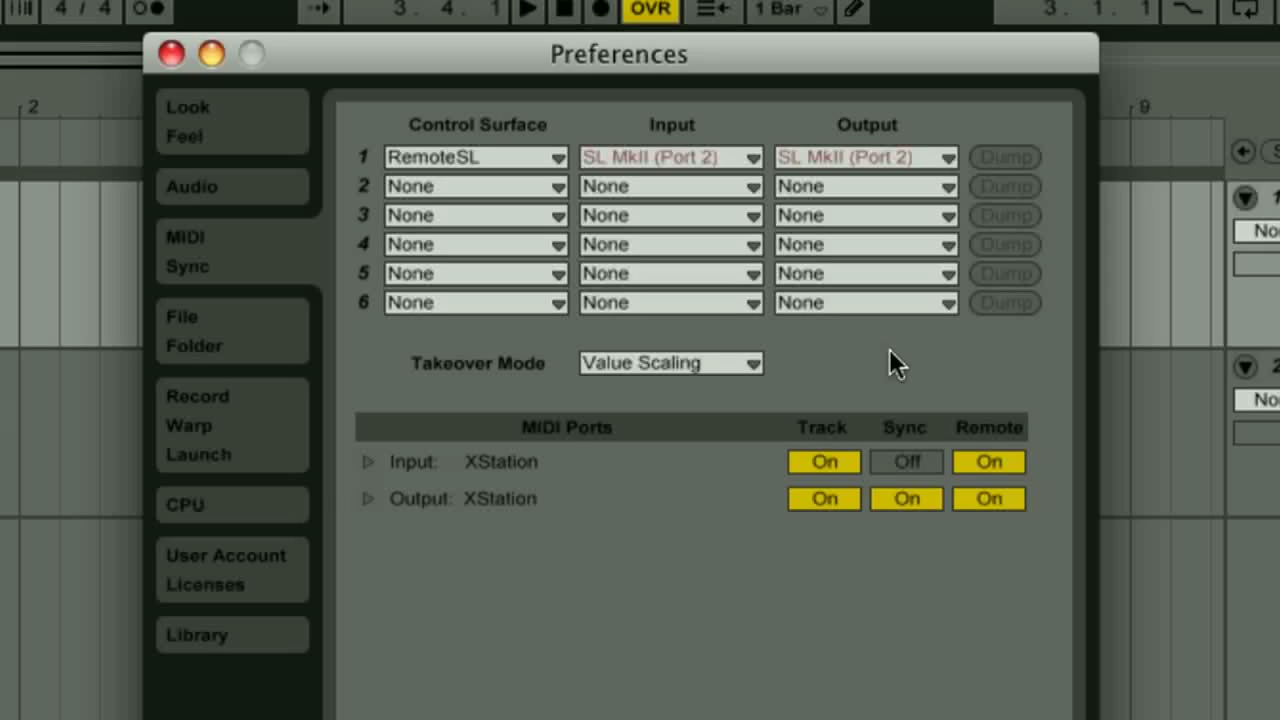 4 / 4 3. 4. 1 OVR 1 Bar 3. 1. 1
Preferences
2 9
Look
Feel
Audio
MIDI
Sync
File
Folder
Record
Warp
Launch
CPU
User Account
Licenses
Library
Control Surface Input Output
1 RemoteSL SL MkII (Port 2) SL MkII (Port 2) Dump
2 None None None Dump
3 None None None Dump
4 None None None Dump
5 None None None Dump
6 None None None Dump
Takeover Mode Value Scaling
MIDI Ports Track Sync Remote
Input: XStation On Off On
Output: XStation On On On